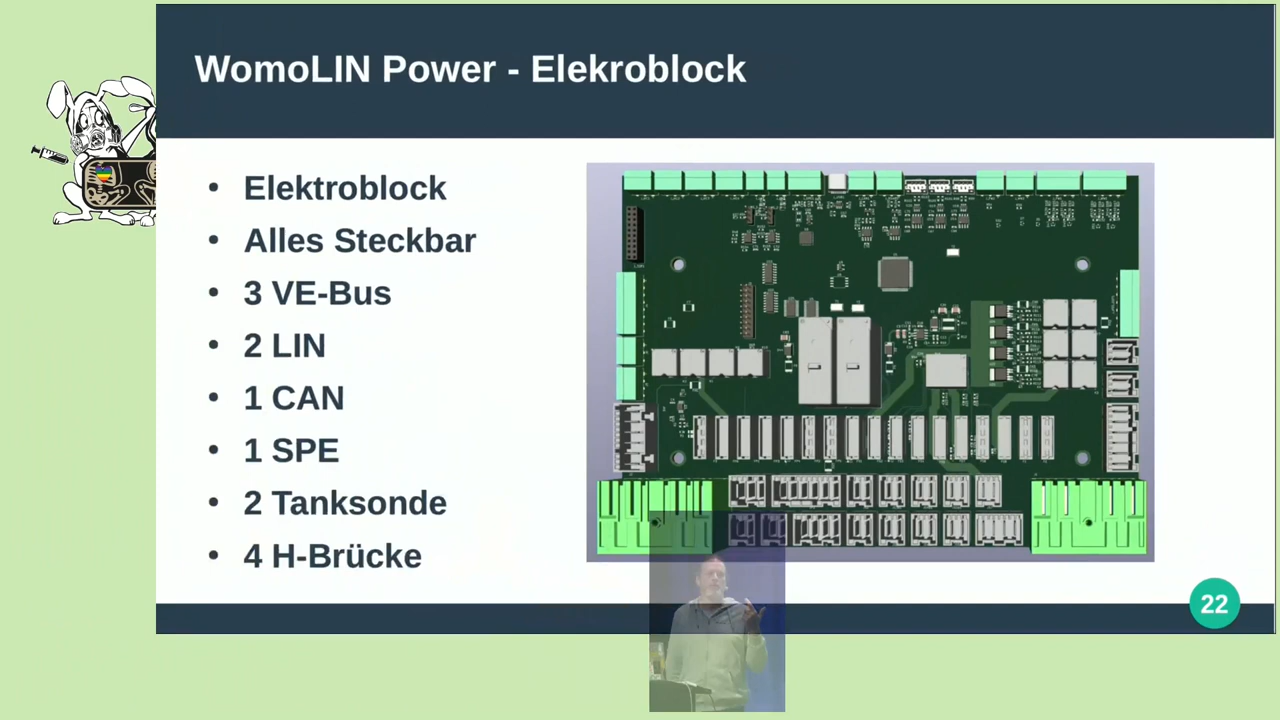 WomoLIN Power - Elekroblock
• Elektroblock
• Alles Steckbar
• 3 VE-Bus
• 2 LIN
• 1 CAN
• 1 SPE
• 2 Tanksonde
• 4 H-Brücke
22